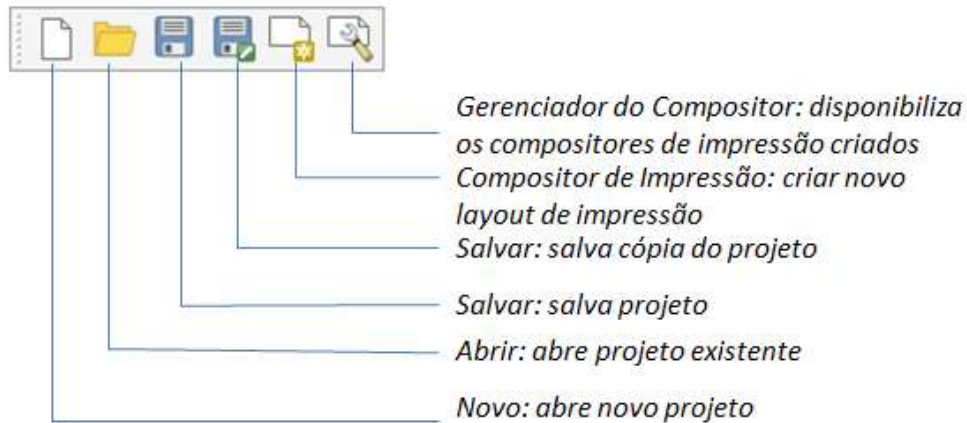 Gerenciador do Compositor: disponibiliza
os compositores de impressão criados
Compositor de Impressão: criar novo
layout de impressão
Salvar: salva cópia do projeto
Salvar: salva projeto
Abrir: abre projeto existente
Novo: abre novo projeto